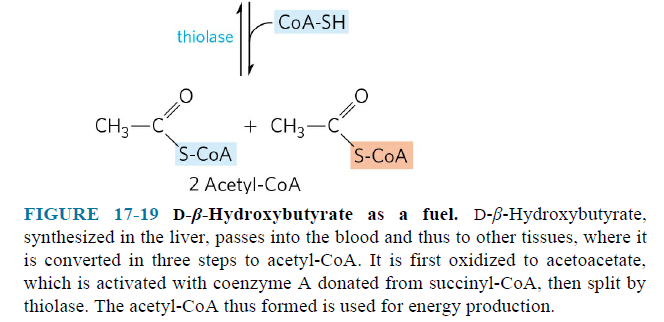 CoA-SH
thiolase
O O
CH3—C + CH3—C
S-CoA S-CoA
2 Acetyl-CoA
FIGURE 17-19 D-β-Hydroxybutyrate as a fuel. D-β-Hydroxybutyrate,
synthesized in the liver, passes into the blood and thus to other tissues, where it
is converted in three steps to acetyl-CoA. It is first oxidized to acetoacetate,
which is activated with coenzyme A donated from succinyl-CoA, then split by
thiolase. The acetyl-CoA thus formed is used for energy production.